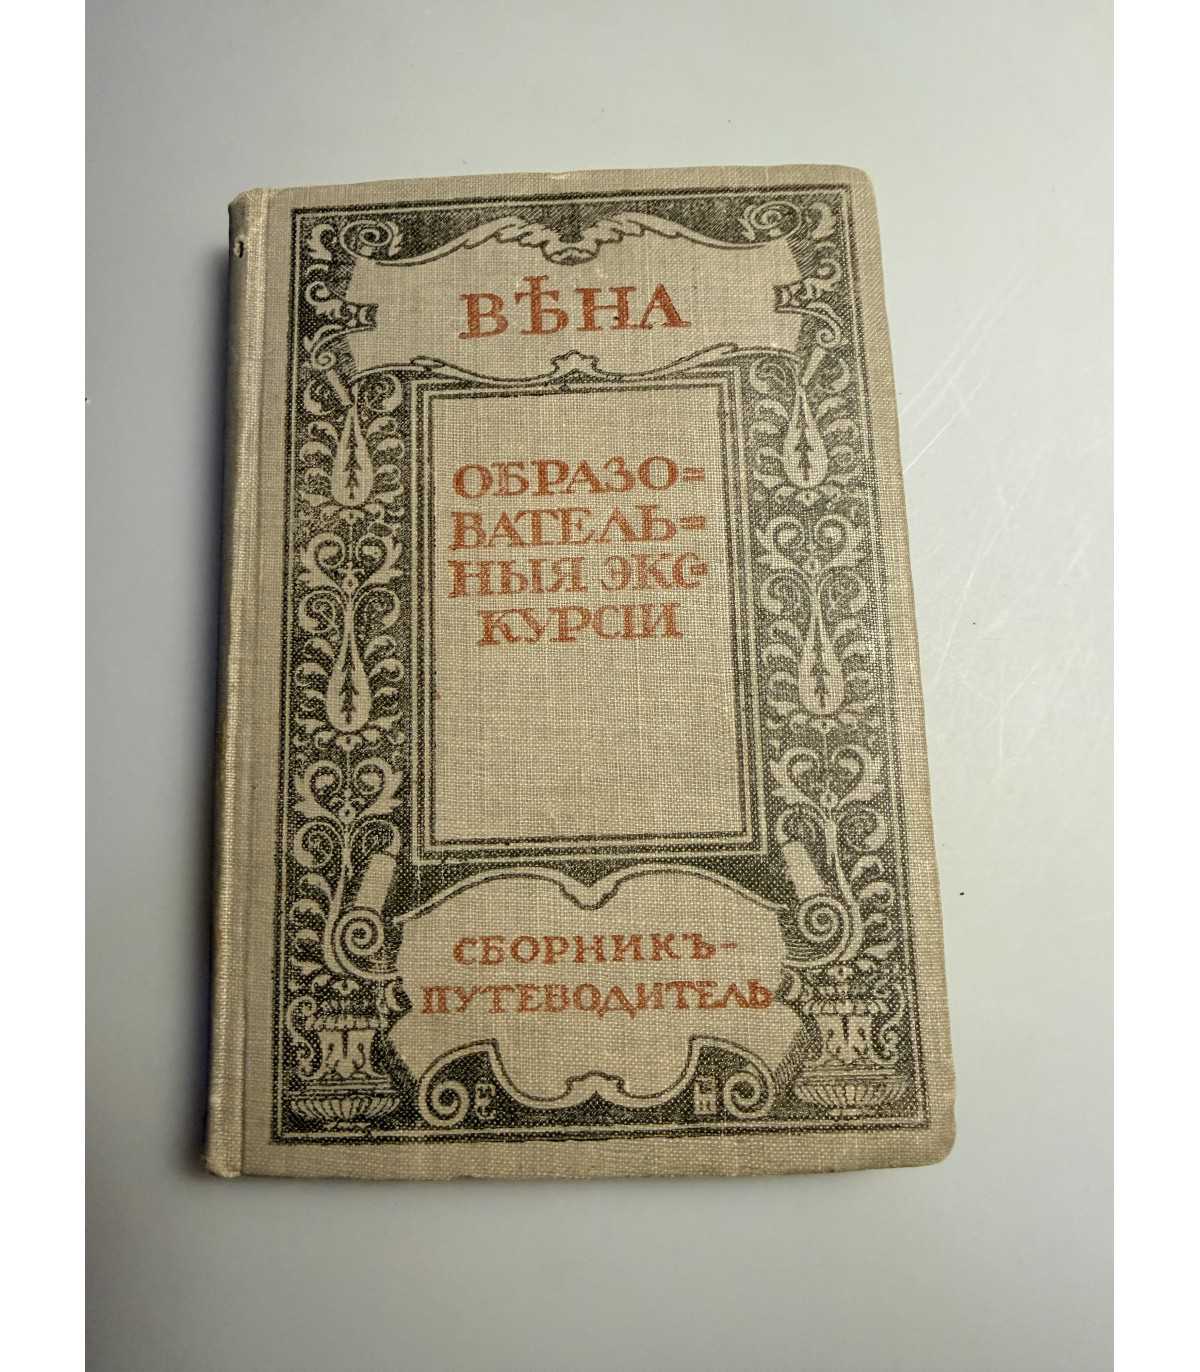 ВѢНА
ОБРАЗО=
ВАТЕЛЬ=
НЫЯ ЭКС=
КУРСІИ
СБОРНИКЪ-
ПУТЕВОДИТЕЛЬ